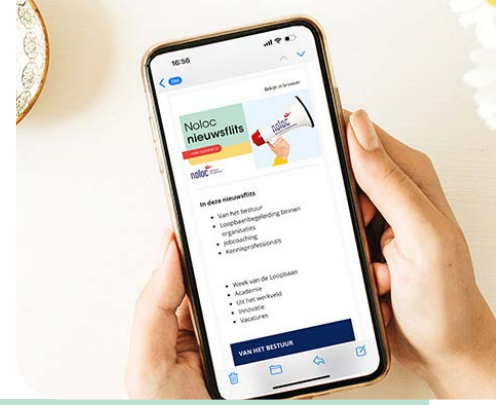 16:56
Bekijk in browser
Noloc
nieuwsflits
noloc
noloc
In deze nieuwsflits
Van het bestuur
Loopbaanbegeleiding binnen
organisaties
Jobcoaching
Kennisprofessionals
Week van de Loopbaan
Academie
Uit het werkveld
Innovatie
Vacatures
VAN HET BESTUUR